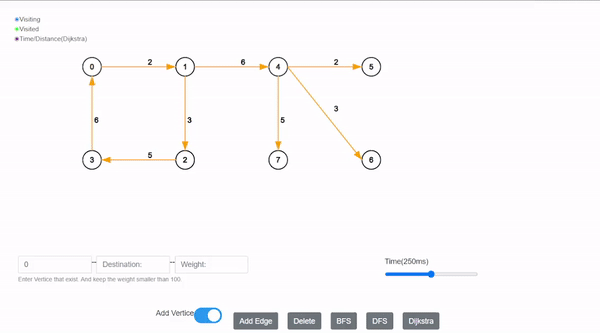 Visiting
Visited
Time/Distance(Dijkstra)
2
6
2
0
1
4
5
3
6
3
5
5
3
2
7
6
Time(250ms)
0
Destination:
Weight:
Enter Vertice that exist. And keep the weight smaller than 100
Add Vertice
Add Edge
Delete
BFS
DFS
Dijkstra